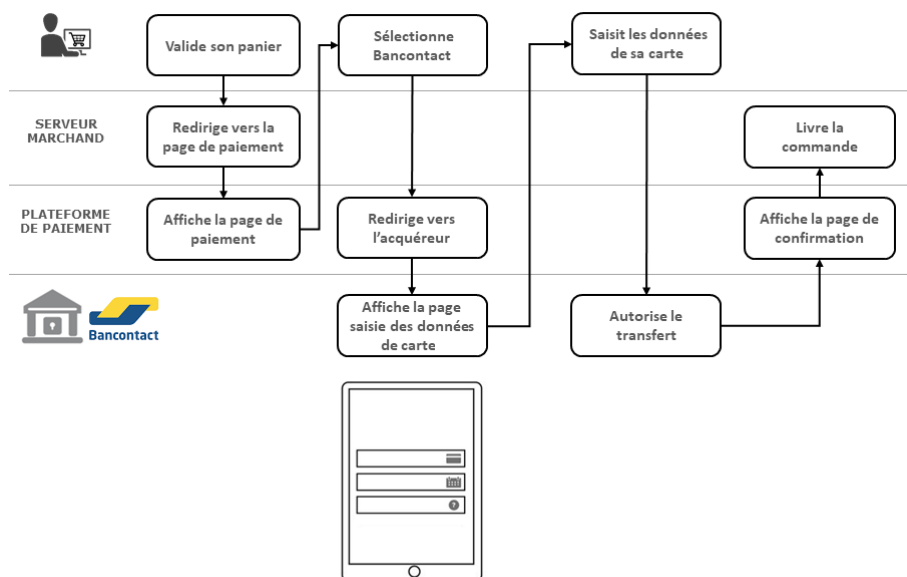 Valide son panier
Sélectionne
Bancontact
Saisit les données
de sa carte
SERVEUR
MARCHAND
Redirige vers la
page de paiement
Livre la
commande
PLATEFORME
DE PAIEMENT
Affiche la page de
paiement
Redirige vers
l’acquéreur
Affiche la page de
confirmation
Bancontact
Affiche la page
saisie des données
de carte
Autorise le
transfert
?